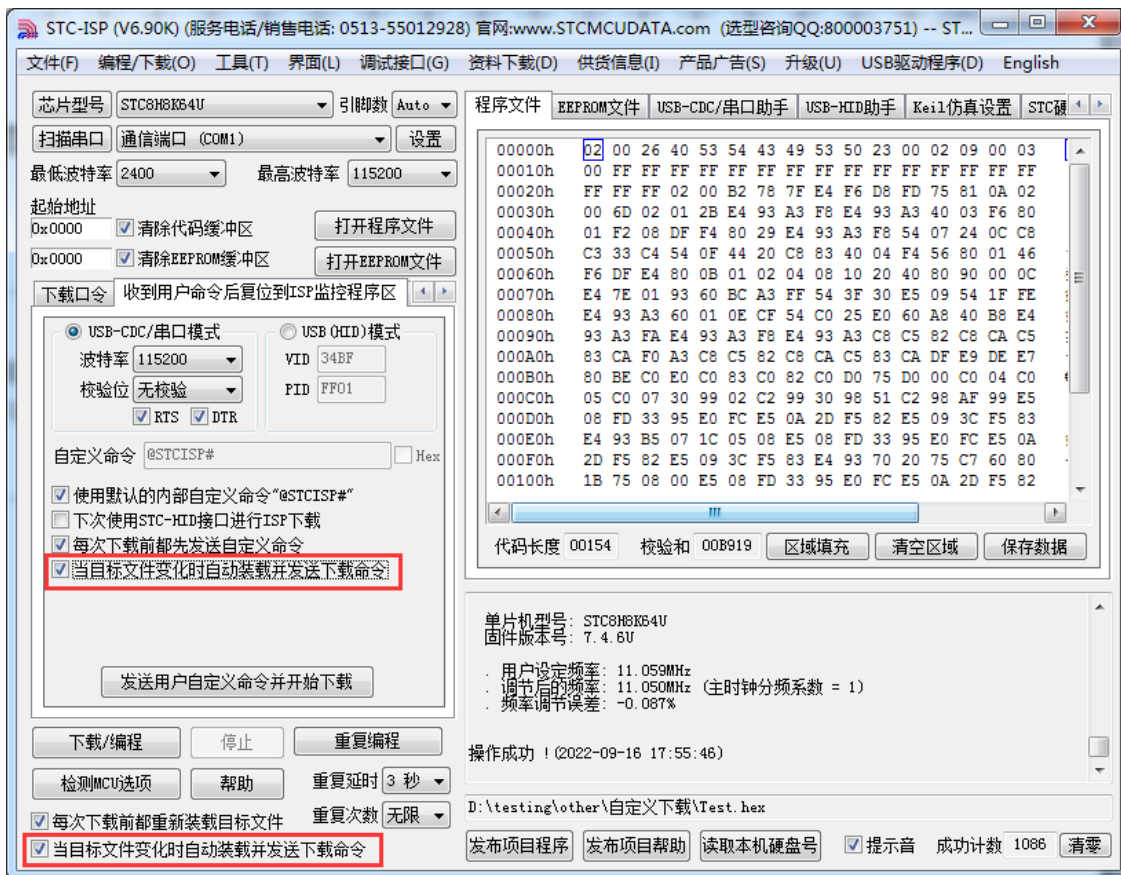 STC-ISP (V6.90K) (服务电话/销售电话: 0513-55012928) 官网:www.STCMCUDATA.com (选型咨询QQ:800003751) -- ST...
文件(F) 编程/下载(O) 工具(T) 界面(L) 调试接口(G) 资料下载(D) 供货信息(I) 产品广告(S) 升级(U) USB驱动程序(D) English
芯片型号 STC8H8K64U 引脚数 Auto
扫描串口 通信端口 (COM1) 设置
最低波特率 2400 最高波特率 115200
起始地址
0x0000 清除代码缓冲区 打开程序文件
0x0000 清除EEPROM缓冲区 打开EEPROM文件
下载口令 收到用户命令后复位到ISP监控程序区
USB-CDC/串口模式 USB(HID)模式
波特率 115200 VID 34BF
校验位 无校验 PID FF01
RTS DTR
自定义命令 @STCISP# Hex
使用默认的内部自定义命令"@STCISP#"
下次使用STC-HID接口进行ISP下载
每次下载前都先发送自定义命令
当目标文件变化时自动装载并发送下载命令
发送用户自定义命令并开始下载
下载/编程 停止 重复编程
检测MCU选项 帮助 重复延时 3 秒
每次下载前都重新装载目标文件 重复次数 无限
当目标文件变化时自动装载并发送下载命令
程序文件 EEPROM文件 USB-CDC/串口助手 USB-HID助手 Keil仿真设置 STC硬
00000h 02 00 26 40 53 54 43 49 53 50 23 00 02 09 00 03
00010h 00 FF FF FF FF FF FF FF FF FF FF FF FF FF FF FF
00020h FF FF FF 02 00 B2 78 7F E4 F6 D8 FD 75 81 0A 02
00030h 00 6D 02 01 2B E4 93 A3 F8 E4 93 A3 40 03 F6 80
00040h 01 F2 08 DF F4 80 29 E4 93 A3 F8 54 07 24 0C C8
00050h C3 33 C4 54 0F 44 20 C8 83 40 04 F4 56 80 01 46
00060h F6 DF E4 80 0B 01 02 04 08 10 20 40 80 90 00 0C
00070h E4 7E 01 93 60 BC A3 FF 54 3F 30 E5 09 54 1F FE
00080h E4 93 A3 60 01 0E CF 54 C0 25 E0 60 A8 40 B8 E4
00090h 93 A3 FA E4 93 A3 F8 E4 93 A3 C8 C5 82 C8 CA C5
000A0h 83 CA F0 A3 C8 C5 82 C8 CA C5 83 CA DF E9 DE E7
000B0h 80 BE C0 E0 C0 83 C0 82 C0 D0 75 D0 00 C0 04 C0
000C0h 05 C0 07 30 99 02 C2 99 30 98 51 C2 98 AF 99 E5
000D0h 08 FD 33 95 E0 FC E5 0A 2D F5 82 E5 09 3C F5 83
000E0h E4 93 B5 07 1C 05 08 E5 08 FD 33 95 E0 FC E5 0A
000F0h 2D F5 82 E5 09 3C F5 83 E4 93 70 20 75 C7 60 80
00100h 1B 75 08 00 E5 08 FD 33 95 E0 FC E5 0A 2D F5 82
代码长度 00154 校验和 00B919 区域填充 清空区域 保存数据
单片机型号: STC8H8K64U
固件版本号: 7.4.6U
. 用户设定频率: 11.059MHz
. 调节后的频率: 11.050MHz (主时钟分频系数 = 1)
. 频率调节误差: -0.087%
操作成功 !(2022-09-16 17:55:46)
D:\testing\other\自定义下载\Test.hex
发布项目程序 发布项目帮助 读取本机硬盘号 提示音 成功计数 1086 清零